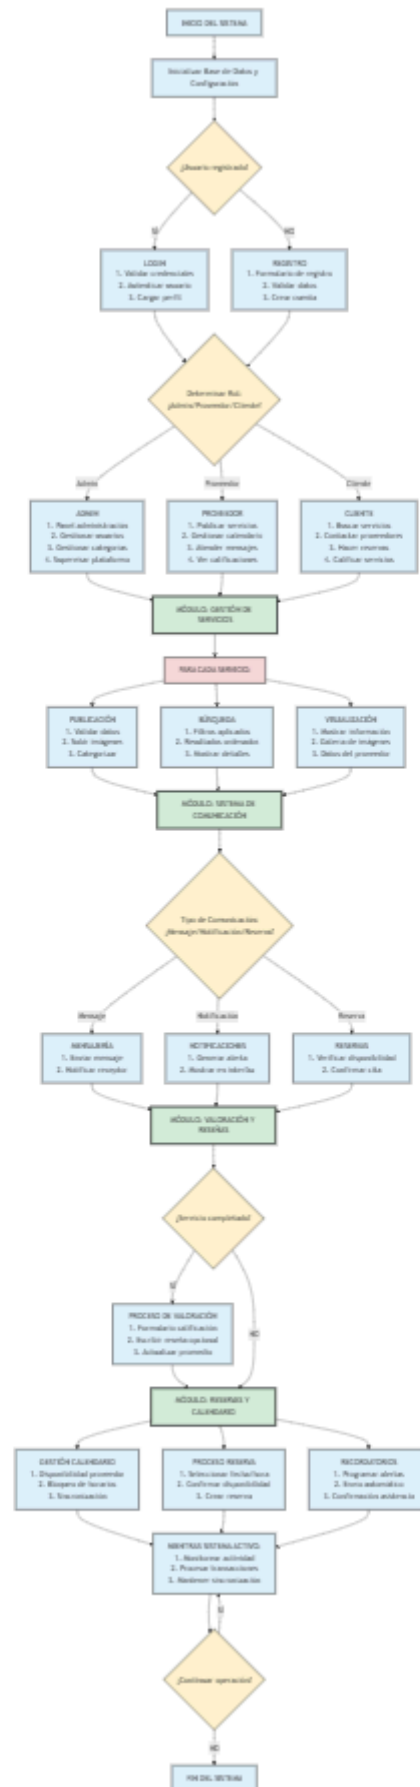 INICIO DEL SISTEMA
Inicializar Base de Datos y
Configuración
¿Usuario registrado?
SÍ
NO
LOGIN
1. Validar credenciales
2. Autenticar usuario
3. Cargar perfil
REGISTRO
1. Formulario de registro
2. Validar datos
3. Crear cuenta
Determinar Rol:
¿Admin/Proveedor/Cliente?
Admin
Proveedor
Cliente
ADMIN
1. Panel administración
2. Gestionar usuarios
3. Gestionar categorías
4. Supervisar plataforma
PROVEEDOR
1. Publicar servicios
2. Gestionar calendario
3. Atender mensajes
4. Ver calificaciones
CLIENTE
1. Buscar servicios
2. Contactar proveedores
3. Hacer reservas
4. Calificar servicios
MÓDULO: GESTIÓN DE
SERVICIOS
PARA CADA SERVICIO:
PUBLICACIÓN
1. Validar datos
2. Subir imágenes
3. Categorizar
BÚSQUEDA
1. Filtros aplicados
2. Resultados ordenados
3. Mostrar detalles
VISUALIZACIÓN
1. Mostrar información
2. Galería de imágenes
3. Datos del proveedor
MÓDULO: SISTEMA DE
COMUNICACIÓN
Tipo de Comunicación:
¿Mensaje/Notificación/Reserva?
Mensaje
Notificación
Reserva
MENSAJERÍA
1. Enviar mensaje
2. Notificar receptor
NOTIFICACIONES
1. Generar alerta
2. Mostrar en interfaz
RESERVAS
1. Verificar disponibilidad
2. Confirmar cita
MÓDULO: VALORACIÓN Y
RESEÑAS
¿Servicio completado?
SÍ
NO
PROCESO DE VALORACIÓN
1. Formulario calificación
2. Escribir reseña opcional
3. Actualizar promedio
MÓDULO: RESERVAS Y
CALENDARIO
GESTIÓN CALENDARIO
1. Disponibilidad proveedor
2. Bloqueo de horarios
3. Sincronización
PROCESO RESERVA
1. Seleccionar fecha/hora
2. Confirmar disponibilidad
3. Crear reserva
RECORDATORIOS
1. Programar alertas
2. Envío automático
3. Confirmación asistencia
MIENTRAS SISTEMA ACTIVO:
1. Monitorear actividad
2. Procesar transacciones
3. Mantener sincronización
SÍ
¿Continuar operación?
NO
FIN DEL SISTEMA